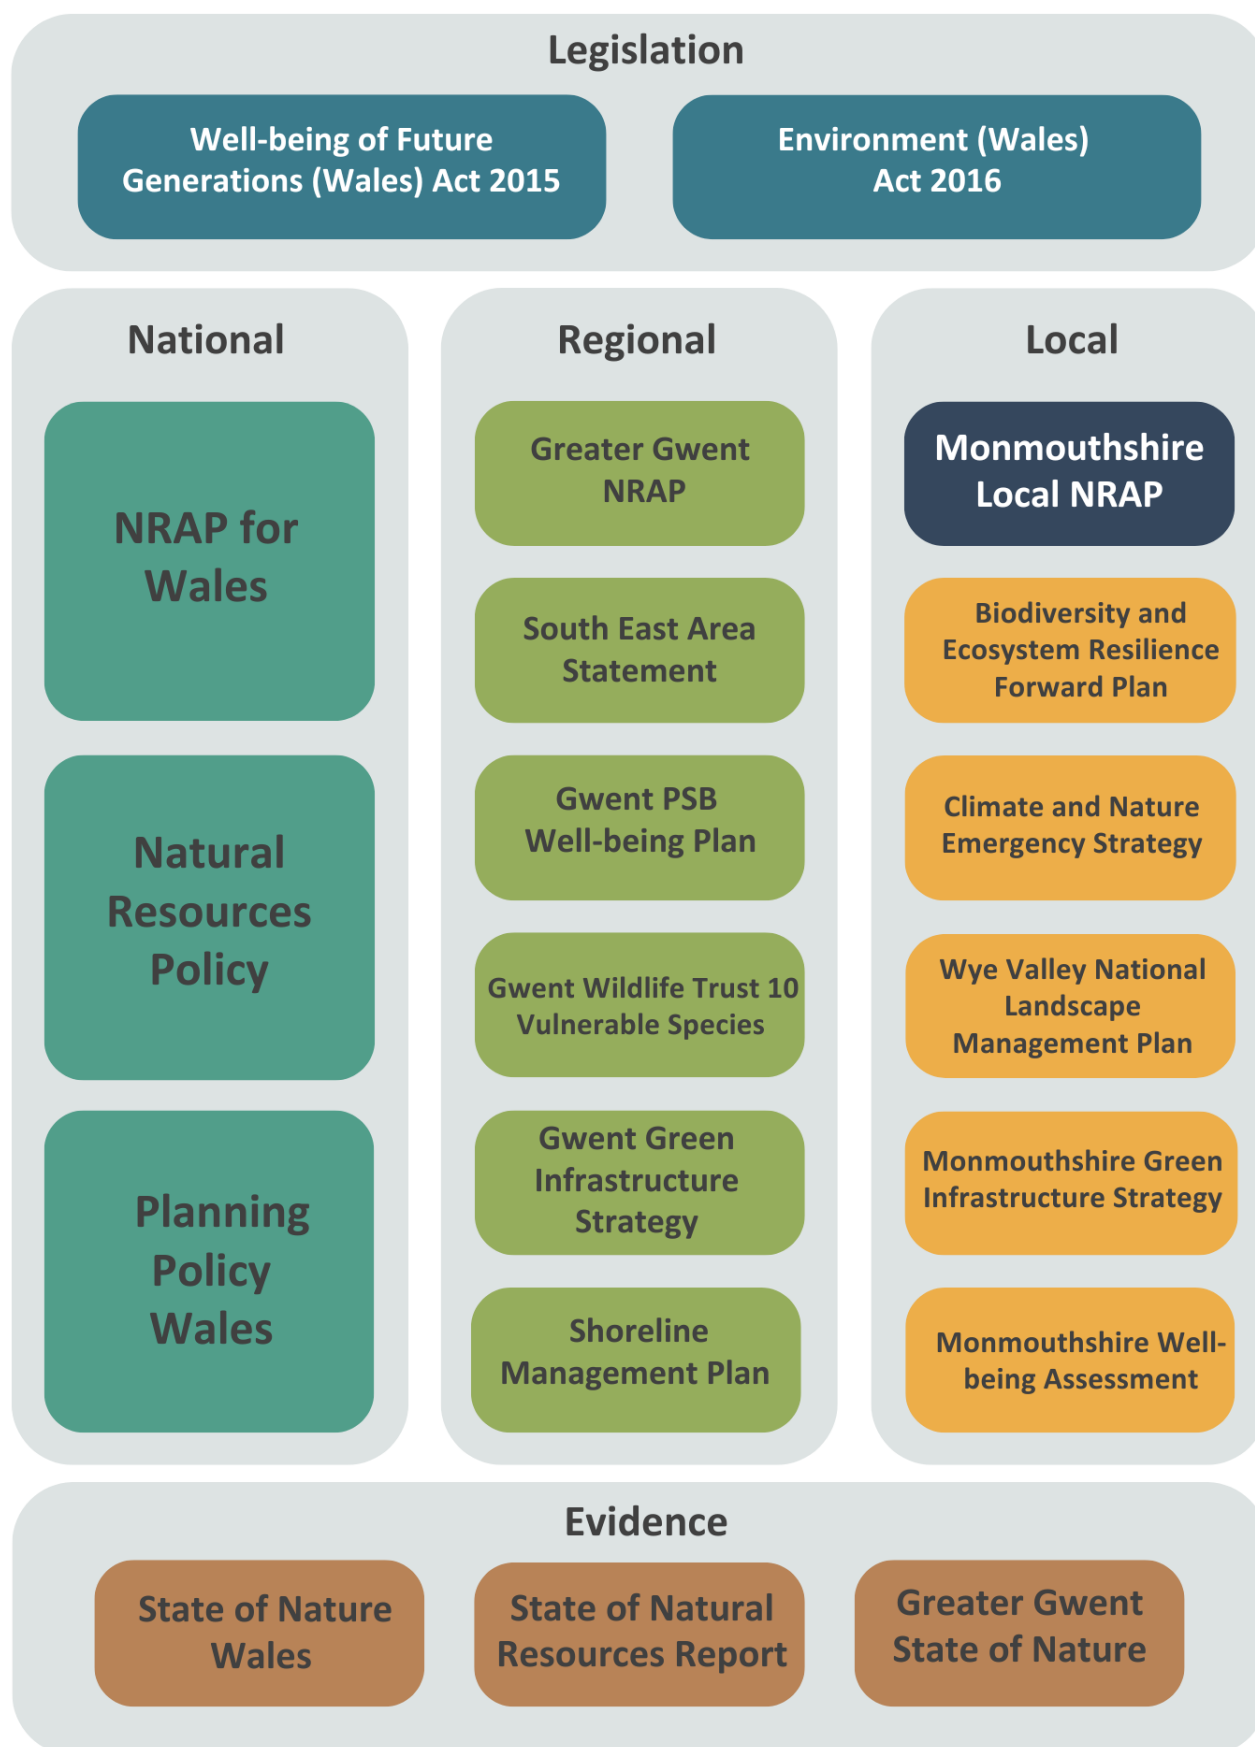 Legislation
Well-being of Future
Generations (Wales) Act 2015
Environment (Wales)
Act 2016
National
NRAP for
Wales
Natural
Resources
Policy
Planning
Policy
Wales
Regional
Greater Gwent
NRAP
South East Area
Statement
Gwent PSB
Well-being Plan
Gwent Wildlife Trust 10
Vulnerable Species
Gwent Green
Infrastructure
Strategy
Shoreline
Management Plan
Local
Monmouthshire
Local NRAP
Biodiversity and
Ecosystem Resilience
Forward Plan
Climate and Nature
Emergency Strategy
Wye Valley National
Landscape
Management Plan
Monmouthshire Green
Infrastructure Strategy
Monmouthshire Well-
being Assessment
Evidence
State of Nature
Wales
State of Natural
Resources Report
Greater Gwent
State of Nature